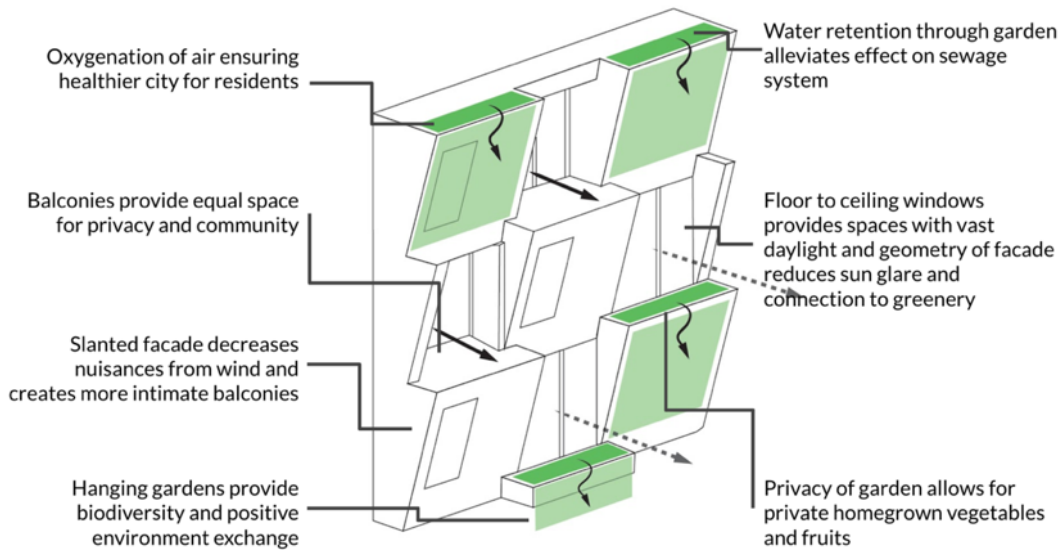 Oxygenation of air ensuring
healthier city for residents
Balconies provide equal space
for privacy and community
Slanted facade decreases
nuisances from wind and
creates more intimate balconies
Hanging gardens provide
biodiversity and positive
environment exchange
Water retention through garden
alleviates effect on sewage
system
Floor to ceiling windows
provides spaces with vast
daylight and geometry of facade
reduces sun glare and
connection to greenery
Privacy of garden allows for
private homegrown vegetables
and fruits